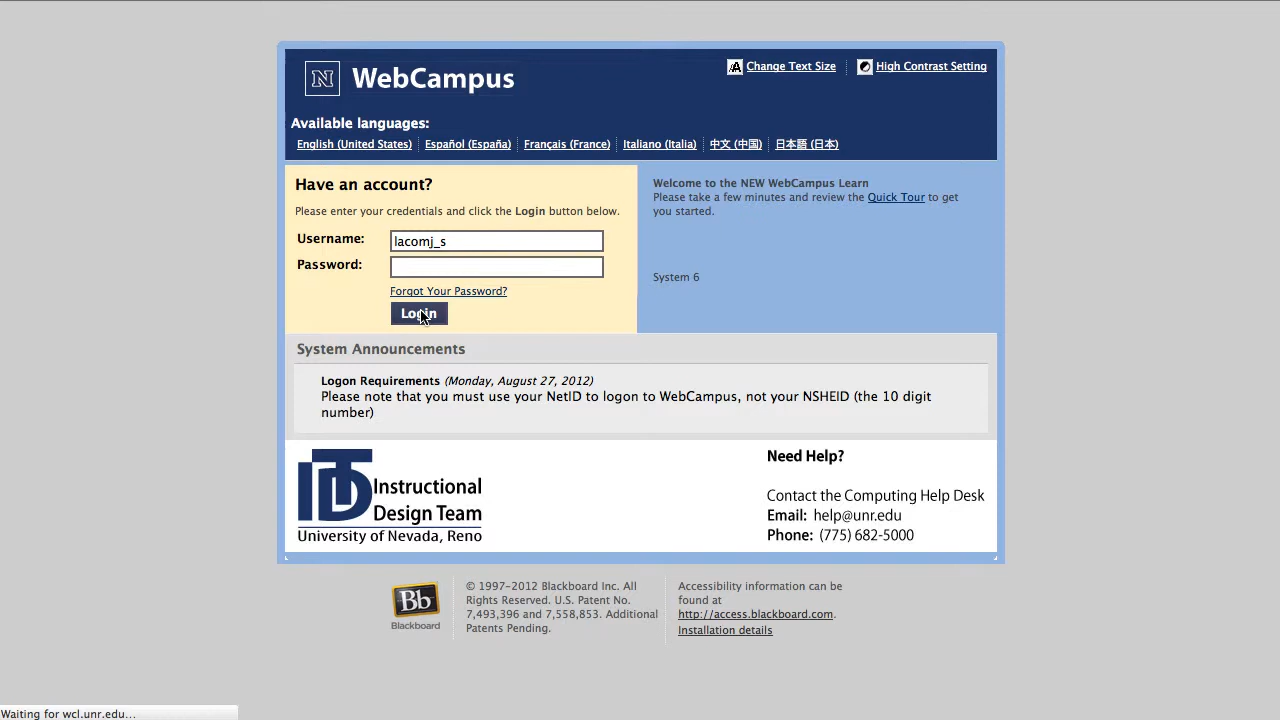 N WebCampus
Change Text Size
High Contrast Setting
Available languages:
English (United States) Español (España) Français (France) Italiano (Italia) 中文 (中国) 日本語 (日本)
Have an account?
Please enter your credentials and click the Login button below.
Username: lacomj_s
Password:
Forgot Your Password?
Login
Welcome to the NEW WebCampus Learn
Please take a few minutes and review the Quick Tour to get
you started.
System 6
System Announcements
Logon Requirements (Monday, August 27, 2012)
Please note that you must use your NetID to logon to WebCampus, not your NSHEID (the 10 digit
number)
IDT Instructional
Design Team
University of Nevada, Reno
Need Help?
Contact the Computing Help Desk
Email: help@unr.edu
Phone: (775) 682-5000
Bb
Blackboard
© 1997-2012 Blackboard Inc. All
Rights Reserved. U.S. Patent No.
7,493,396 and 7,558,853. Additional
Patents Pending.
Accessibility information can be
found at
http://access.blackboard.com.
Installation details
Waiting for wcl.unr.edu...